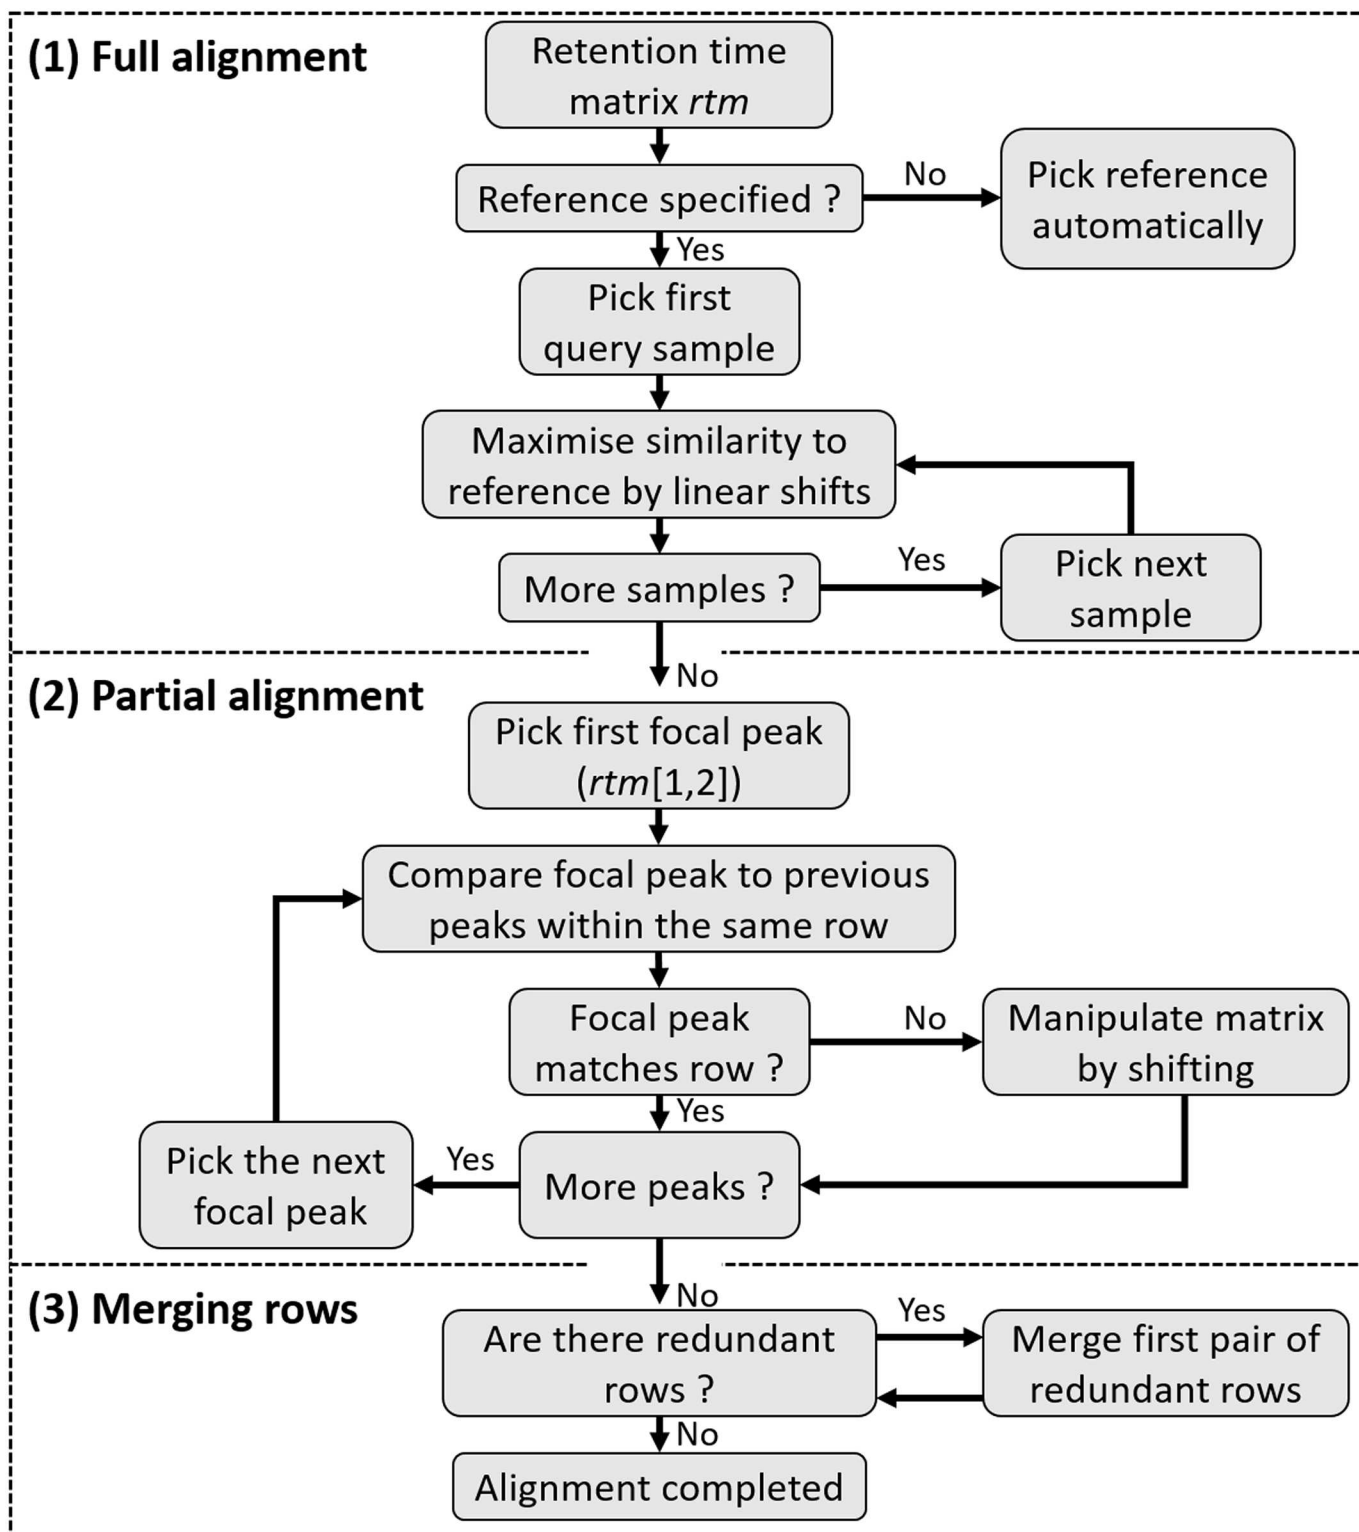 (1) Full alignment
Retention time
matrix rtm
Reference specified ?
No
Pick reference
automatically
Yes
Pick first
query sample
Maximise similarity to
reference by linear shifts
More samples ?
Yes
Pick next
sample
No
(2) Partial alignment
Pick first focal peak
(rtm[1,2])
Compare focal peak to previous
peaks within the same row
Focal peak
matches row ?
No
Manipulate matrix
by shifting
Yes
More peaks ?
Yes
Pick the next
focal peak
No
(3) Merging rows
Are there redundant
rows ?
Yes
Merge first pair of
redundant rows
No
Alignment completed